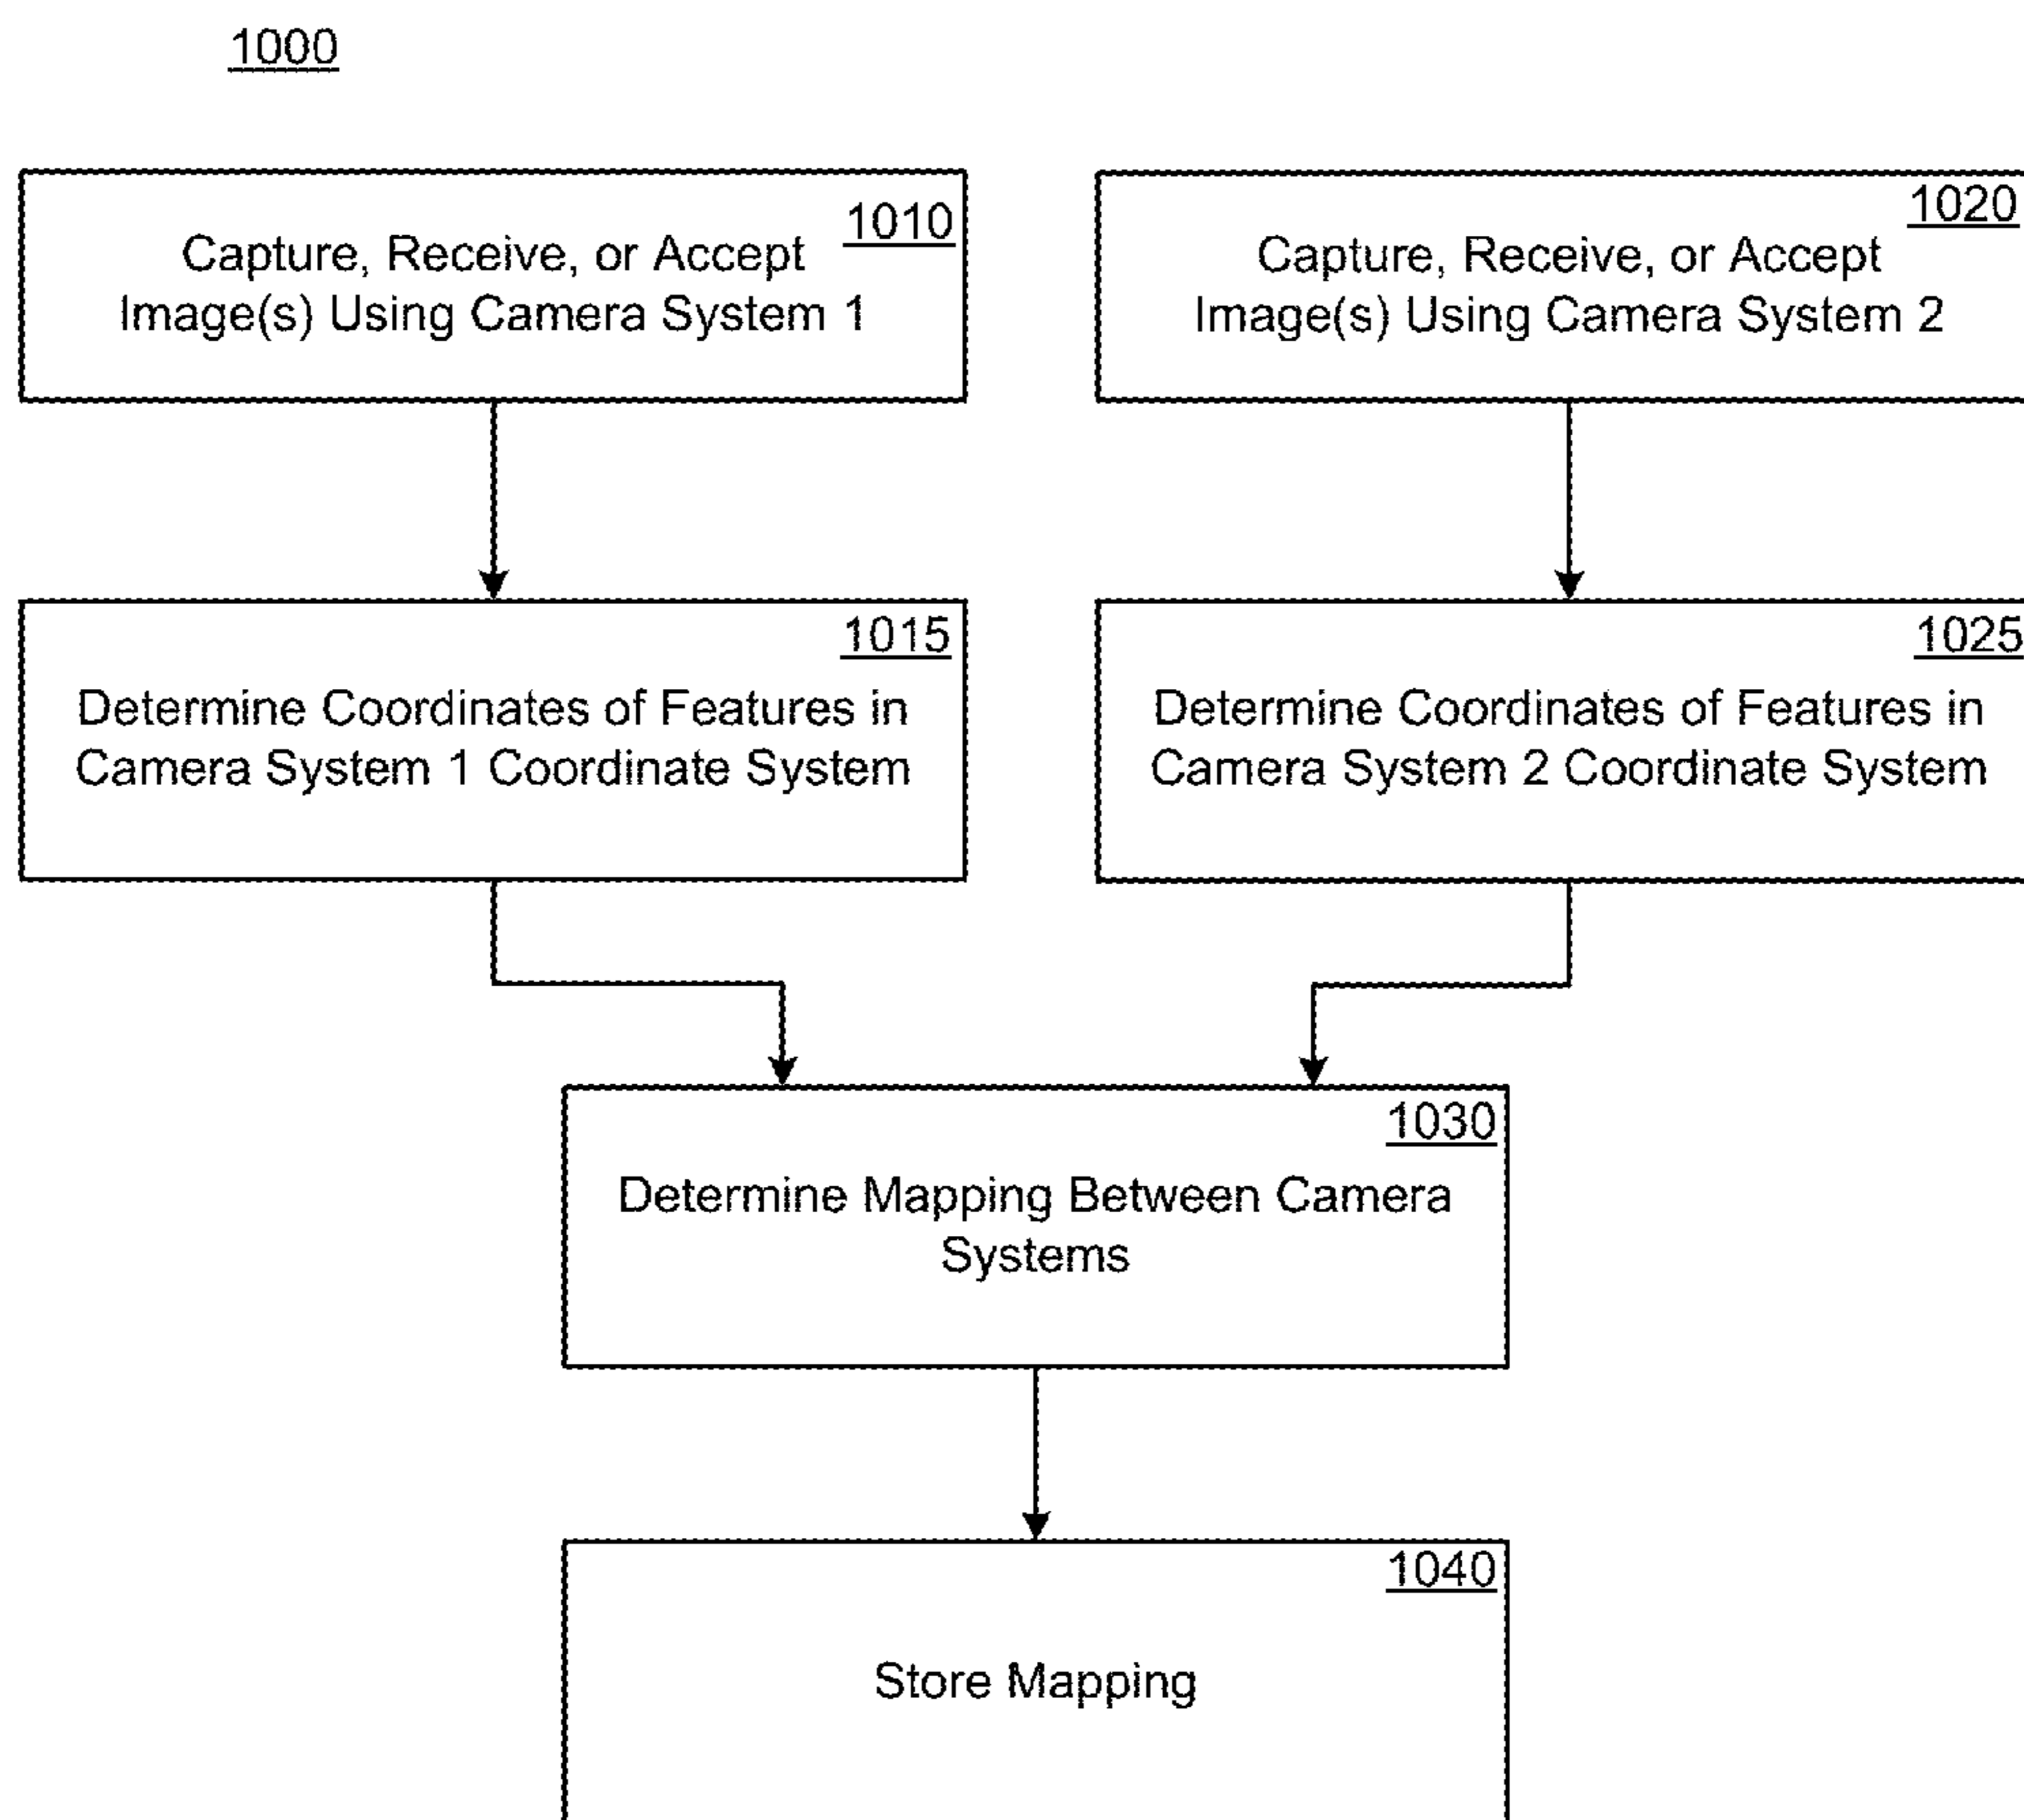 1000
1010
Capture, Receive, or Accept
Image(s) Using Camera System 1
1020
Capture, Receive, or Accept
Image(s) Using Camera System 2
1015
Determine Coordinates of Features in
Camera System 1 Coordinate System
1025
Determine Coordinates of Features in
Camera System 2 Coordinate System
1030
Determine Mapping Between Camera
Systems
1040
Store Mapping